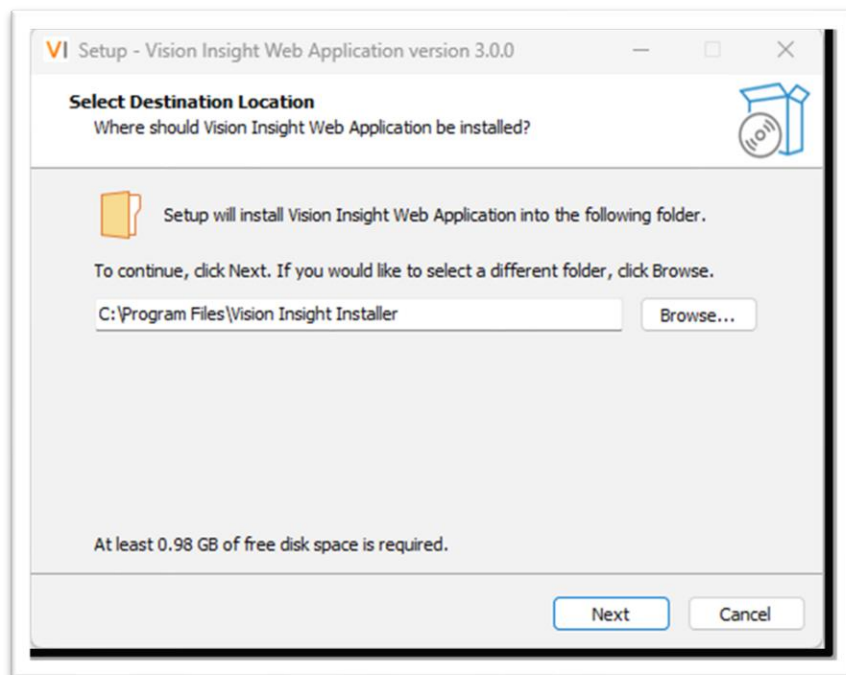 VI Setup - Vision Insight Web Application version 3.0.0
Select Destination Location
Where should Vision Insight Web Application be installed?
Setup will install Vision Insight Web Application into the following folder.
To continue, click Next. If you would like to select a different folder, click Browse.
C:\Program Files\Vision Insight Installer
Browse...
At least 0.98 GB of free disk space is required.
Next
Cancel